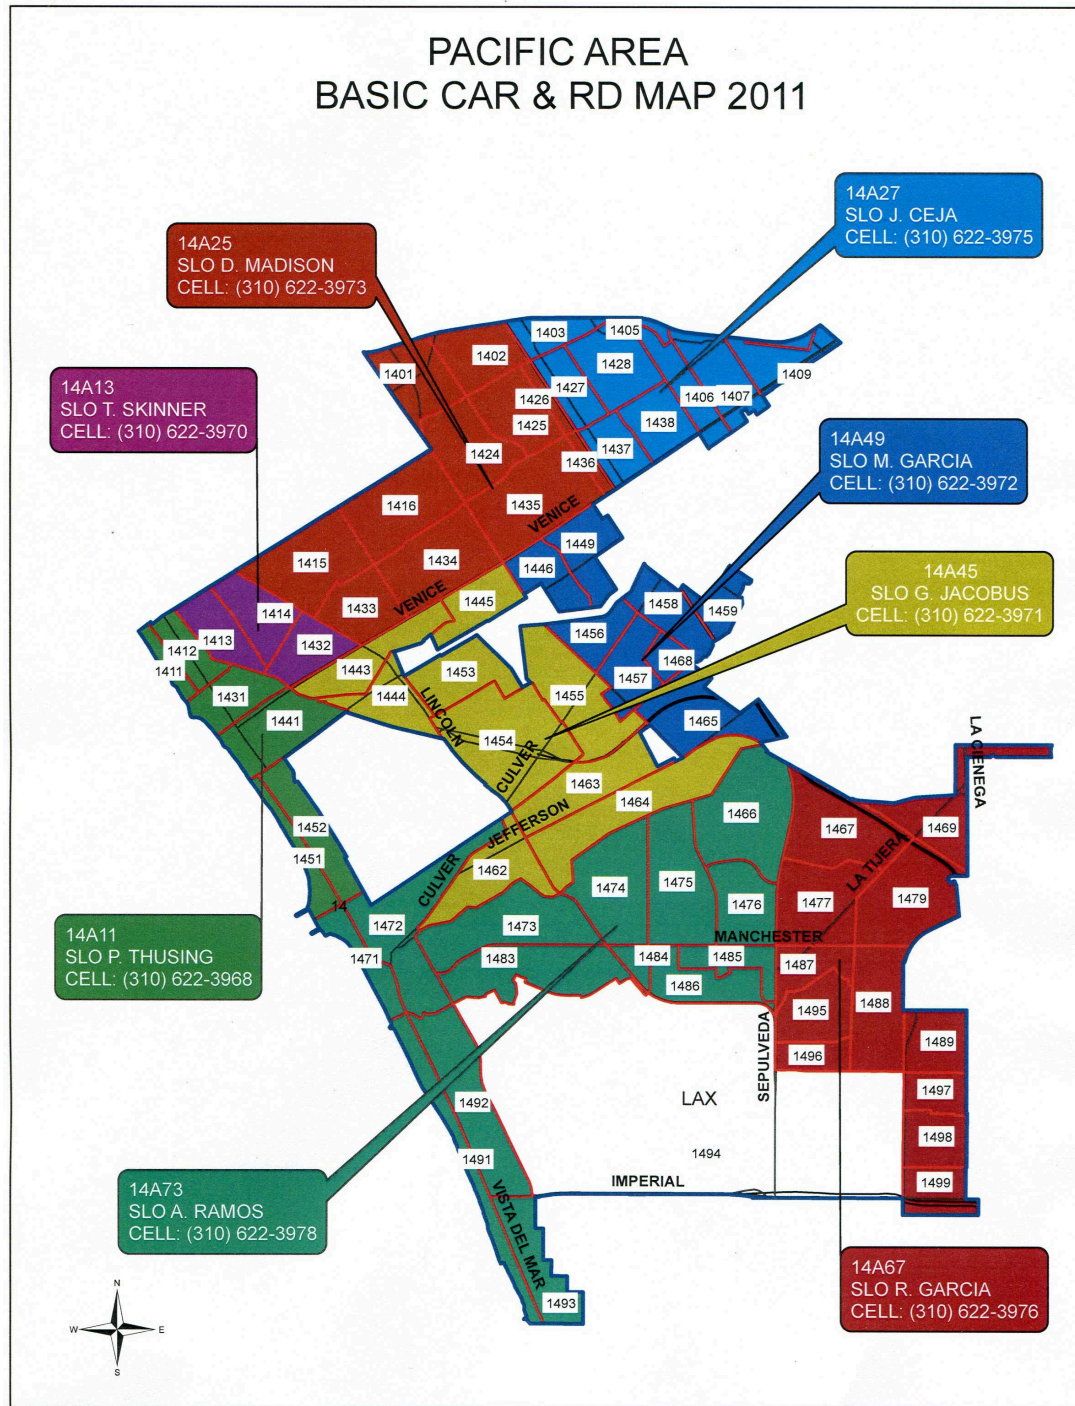 PACIFIC AREA
BASIC CAR & RD MAP 2011
14A27
SLO J. CEJA
CELL: (310) 622-3975
14A25
SLO D. MADISON
CELL: (310) 622-3973
14A13
SLO T. SKINNER
CELL: (310) 622-3970
14A49
SLO M. GARCIA
CELL: (310) 622-3972
14A45
SLO G. JACOBUS
CELL: (310) 622-3971
14A11
SLO P. THUSING
CELL: (310) 622-3968
14A73
SLO A. RAMOS
CELL: (310) 622-3978
14A67
SLO R. GARCIA
CELL: (310) 622-3976
1403
1405
1402
1428
1401
1409
1427
1426
1406
1407
1425
1438
1424
1437
1436
1416
1435
VENICE
1449
1415
1434
1446
VENICE
1445
1458
1459
1433
1414
1456
1413
1432
1412
1411
1443
1453
1457
1468
1431
1444
1455
1441
LINCOLN
1454
1465
CULVER
1463
1464
JEFFERSON
1466
LA CIENEGA
1452
1467
1469
1451
LA TIJERA
1462
CULVER
1474
1475
1476
1477
1479
14
1472
1473
MANCHESTER
1471
1483
1484
1485
1487
1486
1495
1488
SEPULVEDA
1496
1489
1497
1492
LAX
1498
1491
1494
IMPERIAL
1499
VISTA DEL MAR
1493
N
W
E
S